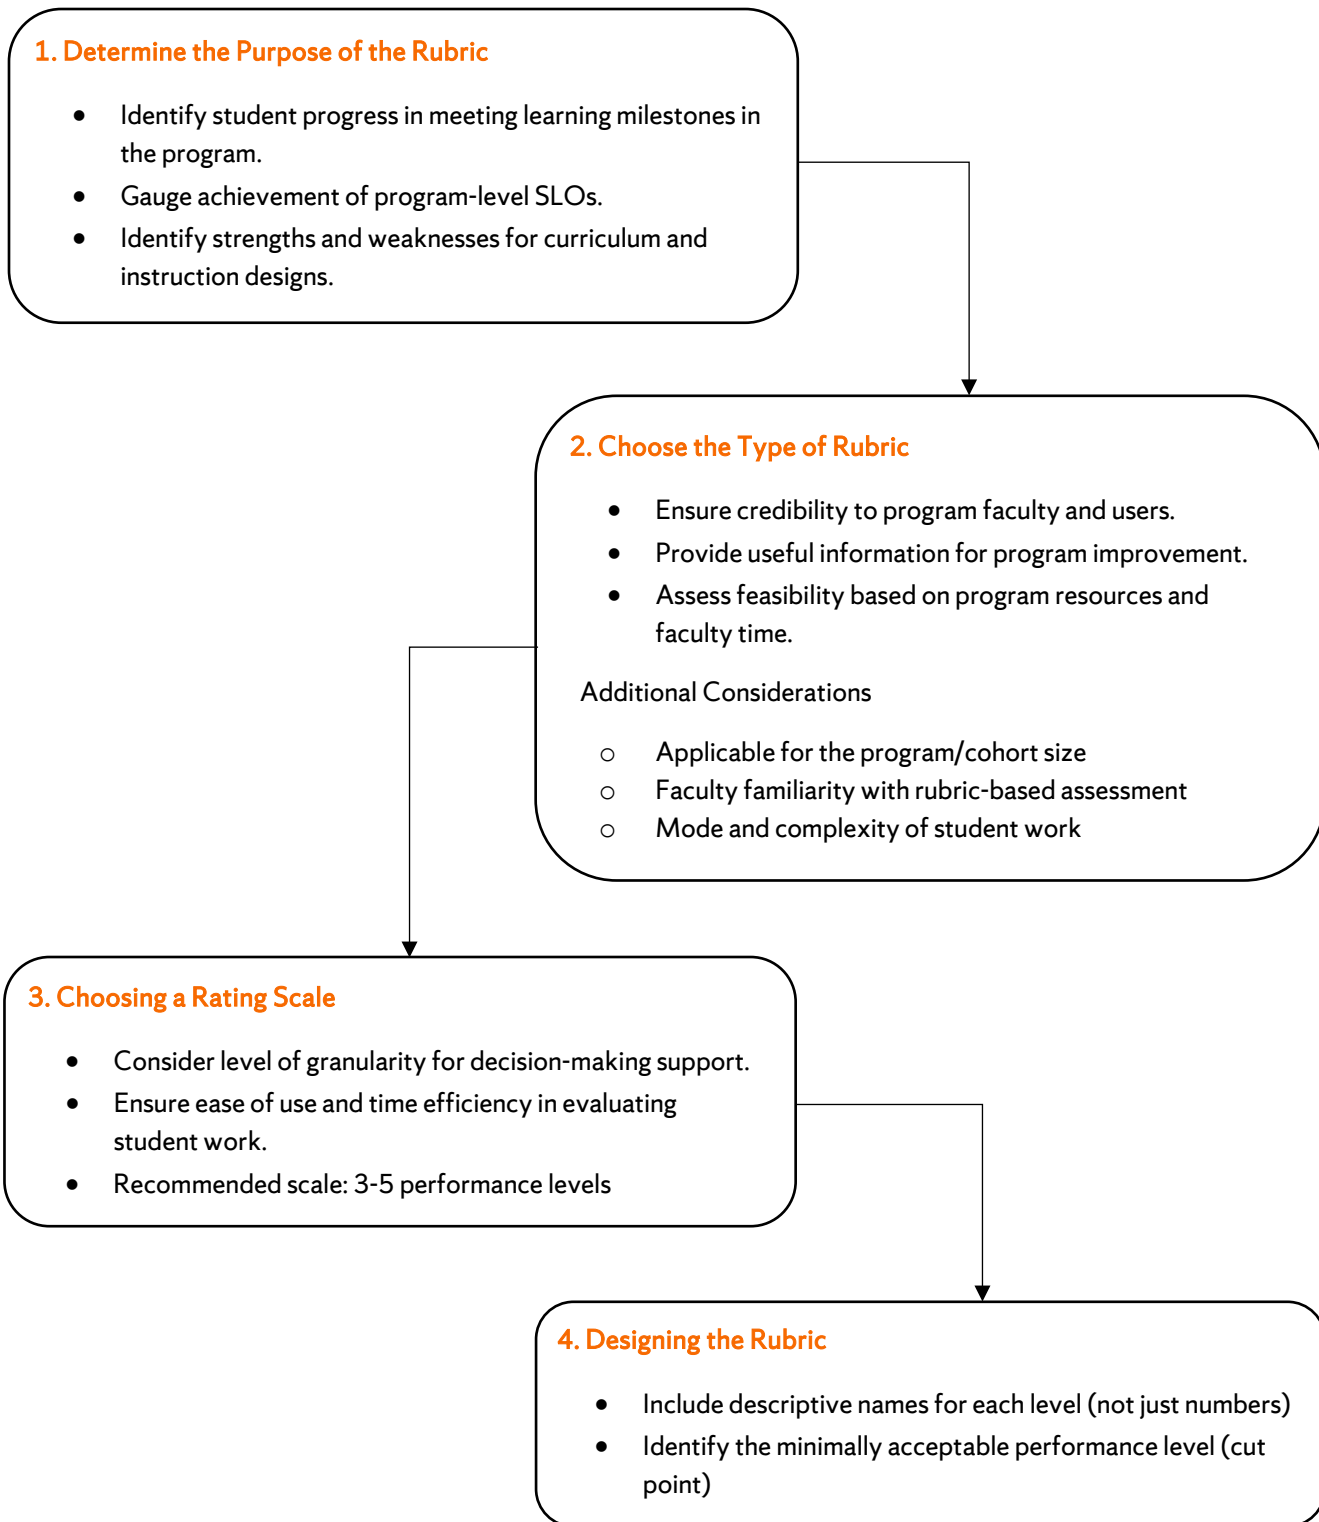 1. Determine the Purpose of the Rubric
● Identify student progress in meeting learning milestones in
the program.
● Gauge achievement of program-level SLOs.
● Identify strengths and weaknesses for curriculum and
instruction designs.
2. Choose the Type of Rubric
● Ensure credibility to program faculty and users.
● Provide useful information for program improvement.
● Assess feasibility based on program resources and
faculty time.
Additional Considerations
○ Applicable for the program/cohort size
○ Faculty familiarity with rubric-based assessment
○ Mode and complexity of student work
3. Choosing a Rating Scale
● Consider level of granularity for decision-making support.
● Ensure ease of use and time efficiency in evaluating
student work.
● Recommended scale: 3-5 performance levels
4. Designing the Rubric
● Include descriptive names for each level (not just numbers)
● Identify the minimally acceptable performance level (cut
point)